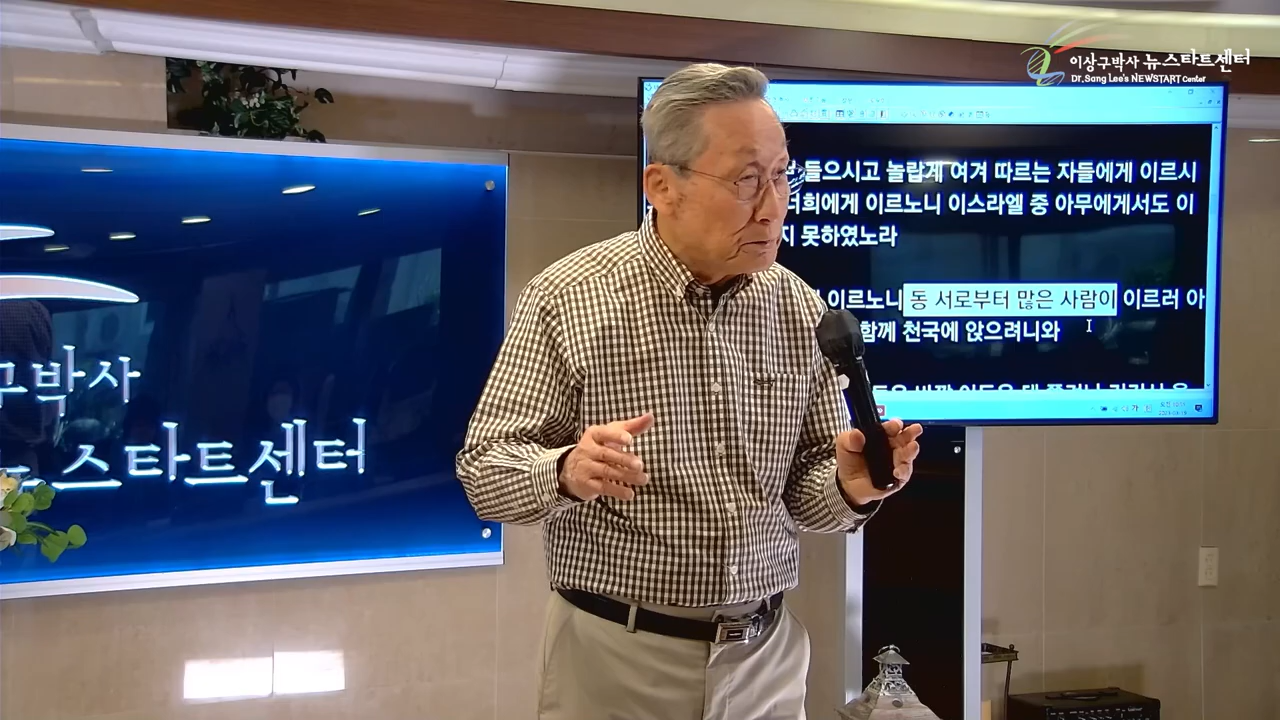 이상구박사 뉴스타트센터
Dr. Sang Lee's NEWSTART Center
들으시고 놀랍게 여겨 따르는 자들에게 이르시
너희에게 이르노니 이스라엘 중 아무에게서도 이
지 못하였노라
이르노니 동 서로부터 많은 사람이 이르러 아
함께 천국에 앉으려니와
구박사
뉴스타트센터